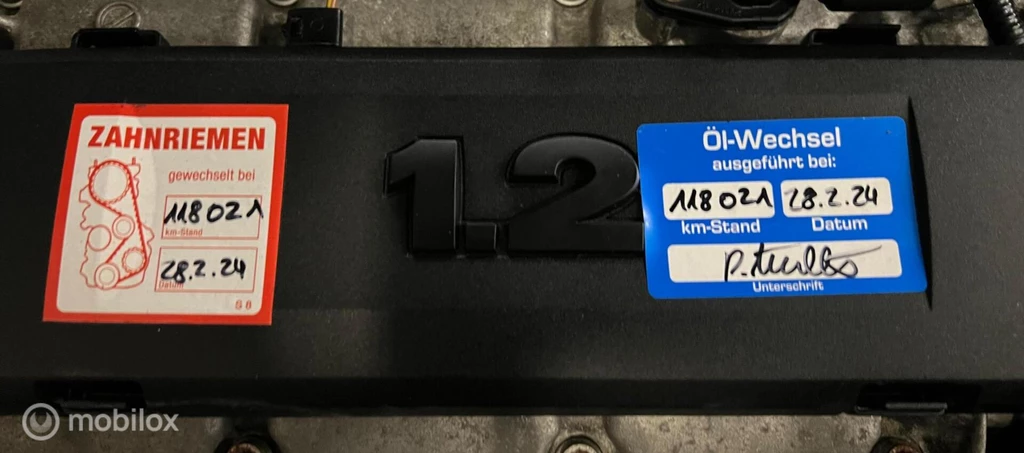 ZAHNRIEMEN
gewechselt bei
118021
km-Stand
28.2.24
Datum
S 8
1.2
Öl-Wechsel
ausgeführt bei:
118021 28.2.24
km-Stand Datum
Unterschrift
mobilox